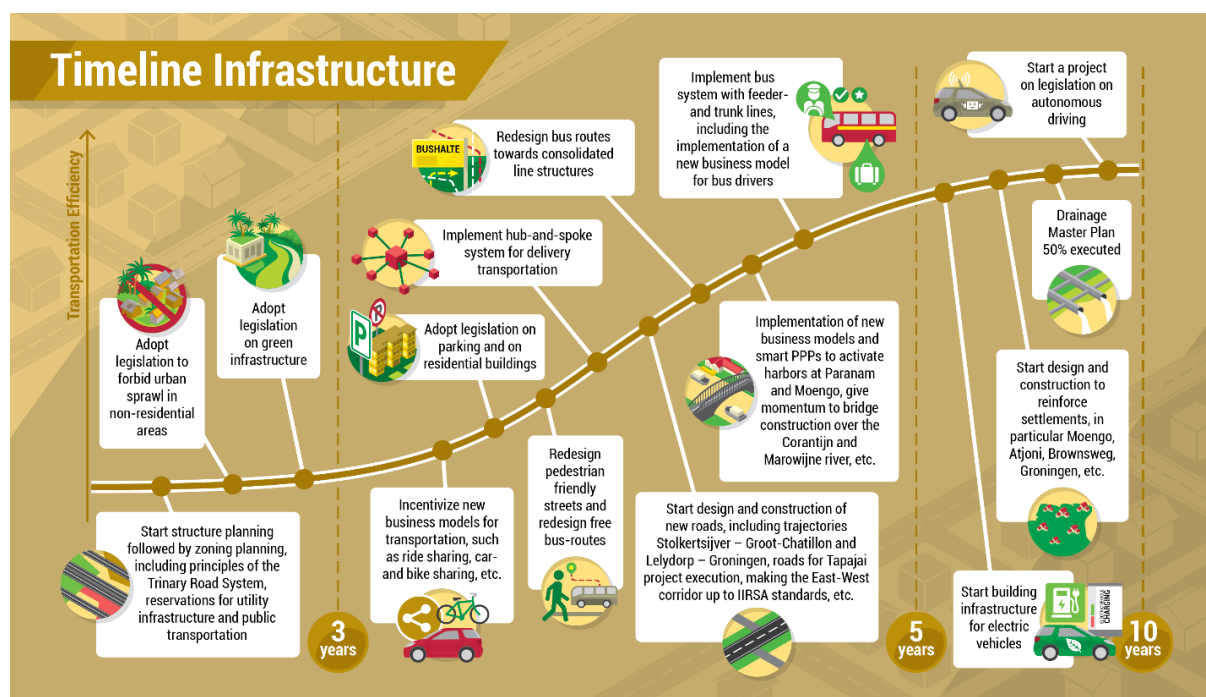 Timeline Infrastructure
Transportation Efficiency
Adopt
legislation to
forbid urban
sprawl in
non-residential
areas
Adopt
legislation
on green
infrastructure
Start structure planning
followed by zoning planning,
including principles of the
Trinary Road System,
reservations for utility
infrastructure and public
transportation
3
years
BUSHALTE
Redesign bus routes
towards consolidated
line structures
Implement hub-and-spoke
system for delivery
transportation
P
P
Adopt legislation on
parking and on
residential buildings
Incentivize new
business models for
transportation, such
as ride sharing, car-
and bike sharing, etc.
Redesign
pedestrian
friendly
streets and
redesign free
bus-routes
Implement bus
system with feeder-
and trunk lines,
including the
implementation of a
new business model
for bus drivers
Implementation of new
business models and
smart PPPs to activate
harbors at Paranam
and Moengo, give
momentum to bridge
construction over the
Corantijn and
Marowijne river, etc.
Start design and construction of
new roads, including trajectories
Stolkertsijver – Groot-Chatillon and
Lelydorp – Groningen, roads for Tapajai
project execution, making the East-West
corridor up to IIRSA standards, etc.
5
years
Start a project
on legislation on
autonomous
driving
Drainage
Master Plan
50% executed
Start design and
construction to
reinforce
settlements, in
particular Moengo,
Atjoni, Brownsweg,
Groningen, etc.
Start building
infrastructure
for electric
vehicles
CHARGING
10
years